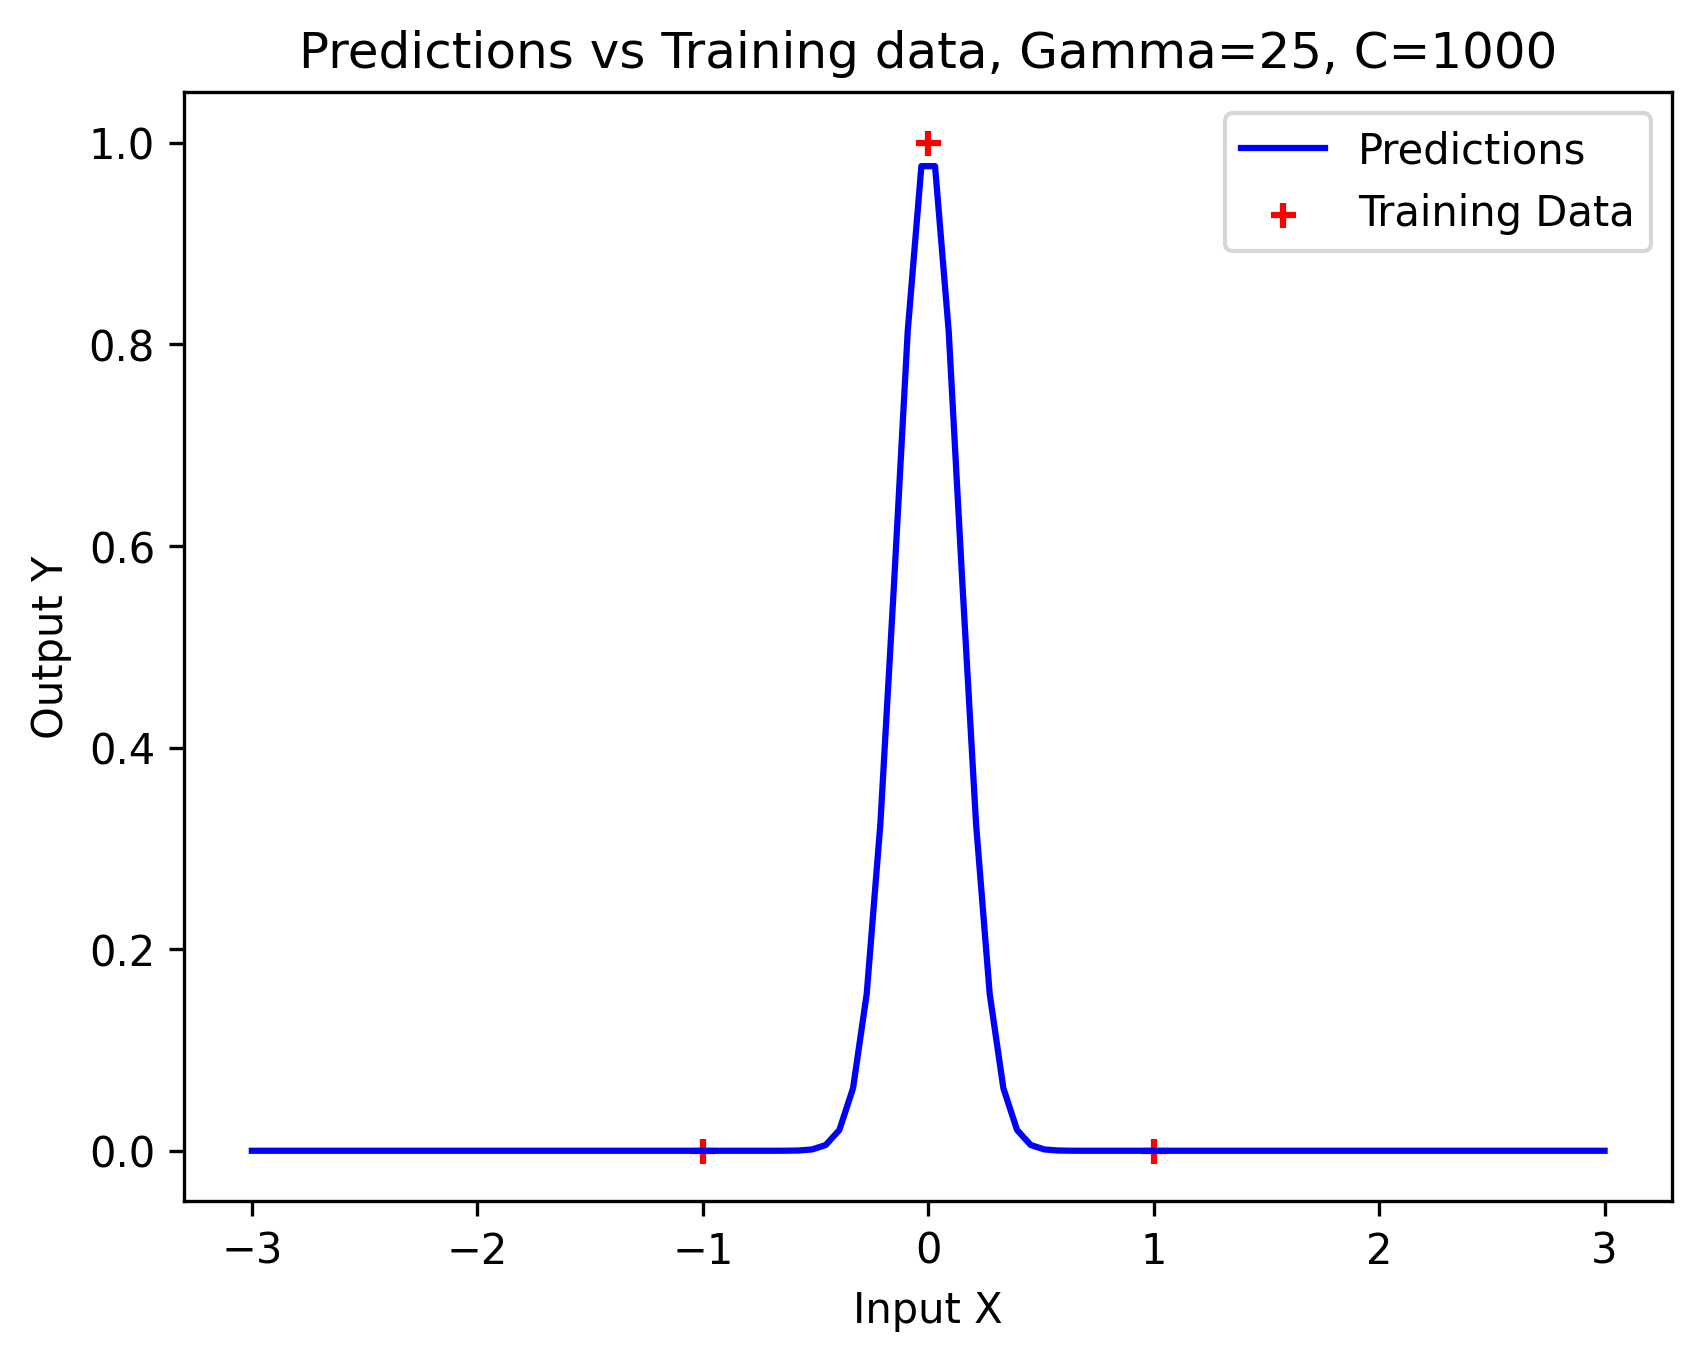 Predictions vs Training data, Gamma=25, C=1000
Predictions
Training Data
1.0
0.8
0.6
0.4
0.2
0.0
Output Y
−3 −2 −1 0 1 2 3
Input X